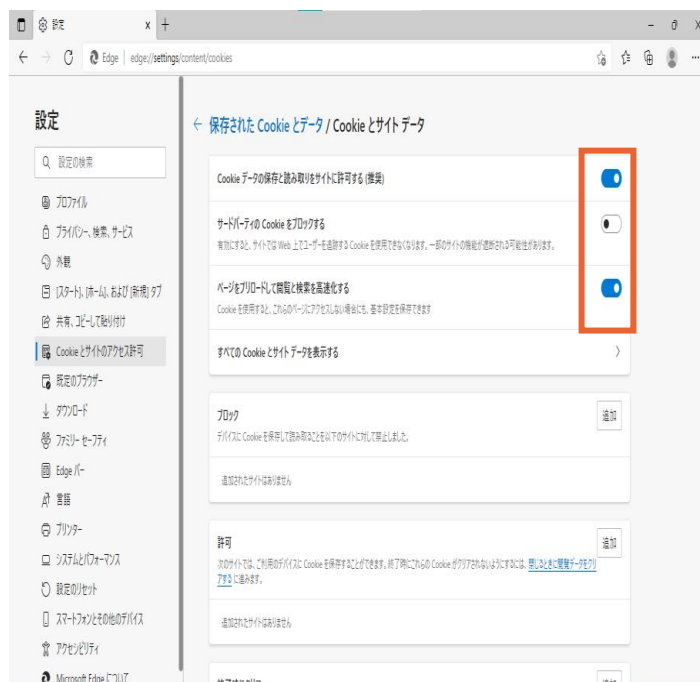 設定
Edge | edge://settings/content/cookies
設定
設定の検索
プロファイル
プライバシー、検索、サービス
外観
[スタート]、[ホーム]、および [新規] タブ
共有、コピーして貼り付け
Cookie とサイトのアクセス許可
既定のブラウザー
ダウンロード
ファミリー セーフティ
Edge バー
言語
プリンター
システムとパフォーマンス
設定のリセット
スマートフォンとその他のデバイス
アクセシビリティ
Microsoft Edge について
保存された Cookie とデータ / Cookie とサイト データ
Cookie データの保存と読み取りをサイトに許可する (推奨)
サードパーティの Cookie をブロックする
有効にすると、サイトでは Web 上でユーザーを追跡する Cookie を使用できなくなります。一部のサイトの機能が遮断される可能性があります。
ページをプリロードして閲覧と検索を高速化する
Cookie を使用すると、これらのページにアクセスしない場合にも、基本設定を保存できます
すべての Cookie とサイト データを表示する
ブロック
追加
デバイスに Cookie を保存して読み取ることを以下のサイトに対して禁止しました。
追加されたサイトはありません
許可
追加
次のサイトでは、ご利用のデバイスに Cookie を保存することができます。終了時にこれらの Cookie がクリアされないようにするには、閉じるときに閲覧データをクリ
アする に進みます。
追加されたサイトはありません